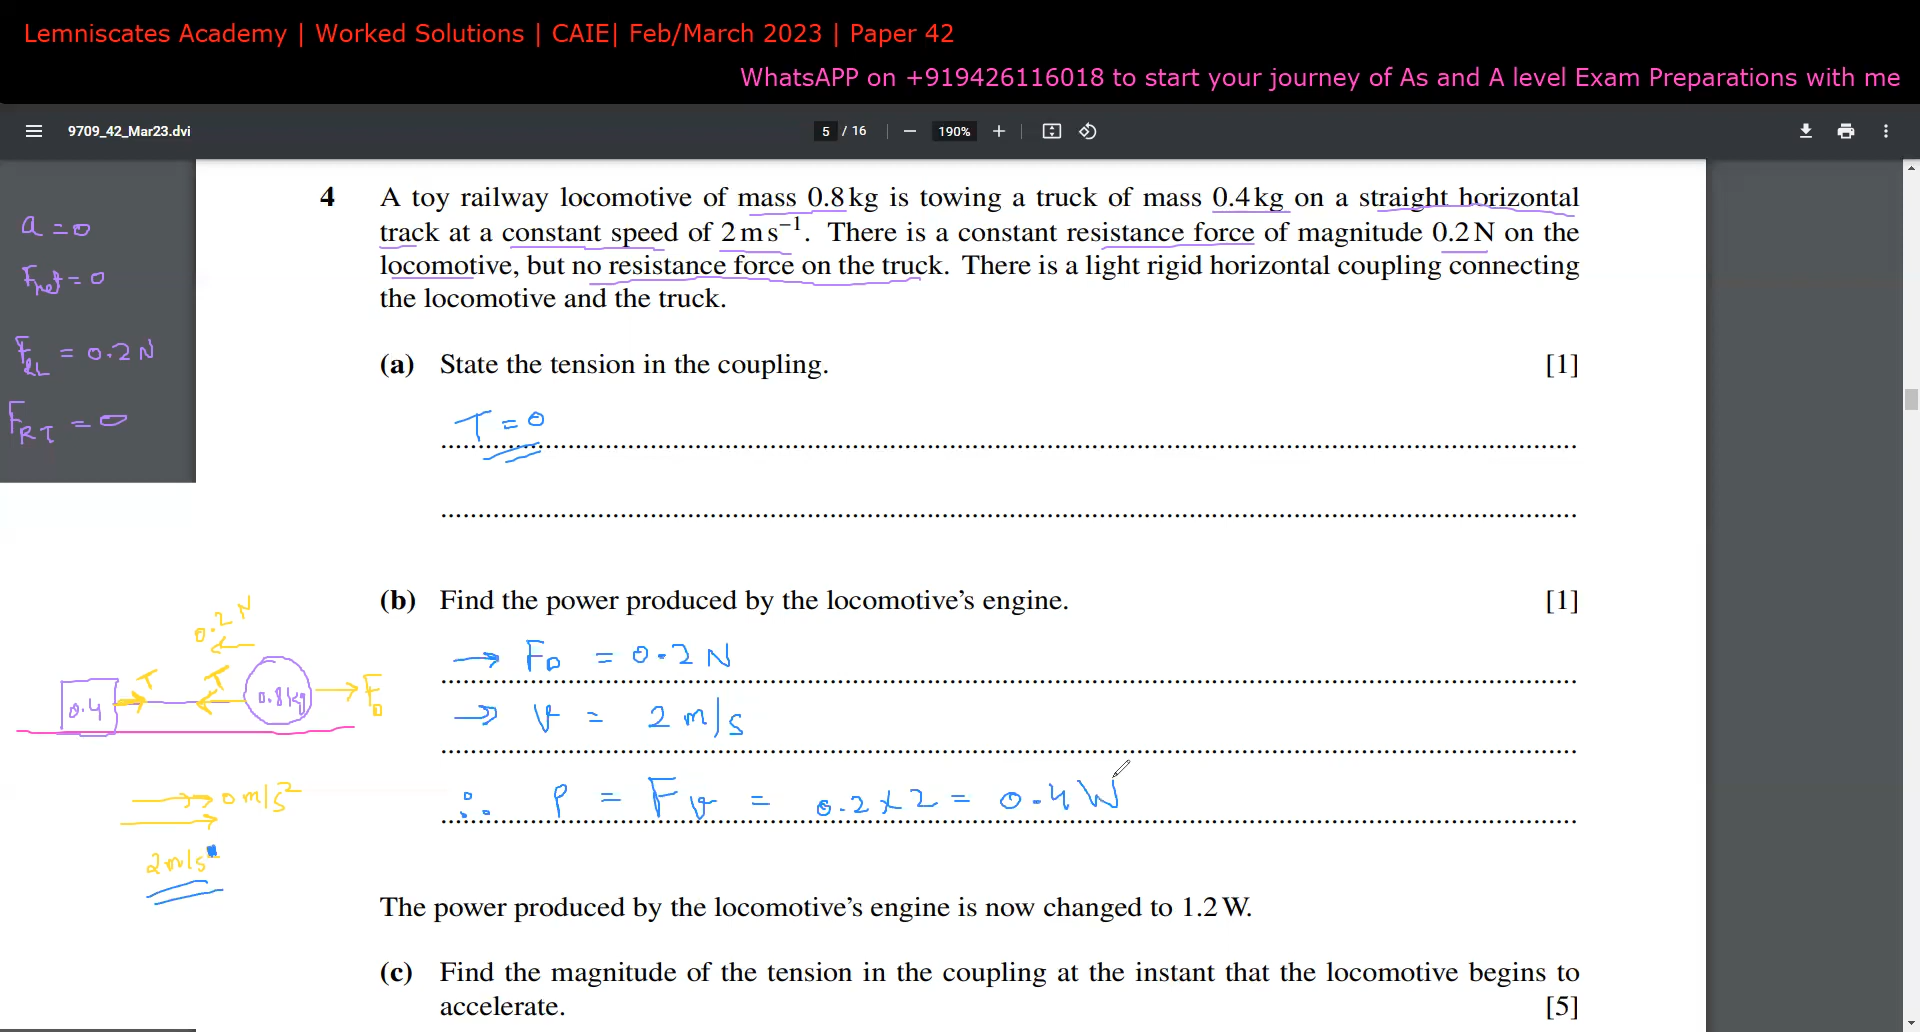 Lemniscates Academy | Worked Solutions | CAIE| Feb/March 2023 | Paper 42
WhatsAPP on +919426116018 to start your journey of As and A level Exam Preparations with me
9709_42_Mar23.dvi
5 / 16
190%
4 A toy railway locomotive of mass 0.8 kg is towing a truck of mass 0.4 kg on a straight horizontal
track at a constant speed of 2 m s⁻¹. There is a constant resistance force of magnitude 0.2 N on the
locomotive, but no resistance force on the truck. There is a light rigid horizontal coupling connecting
the locomotive and the truck.
a = 0
Fnet = 0
F_RL = 0.2 N
F_RT = 0
(a) State the tension in the coupling. [1]
T = 0
(b) Find the power produced by the locomotive's engine. [1]
→ F_D = 0.2 N
→ v = 2 m/s
∴ P = Fv = 0.2 x 2 = 0.4 W
0.2 N
T T
0.4 0.8 kg F_D
0 m/s²
2 m/s
The power produced by the locomotive's engine is now changed to 1.2 W.
(c) Find the magnitude of the tension in the coupling at the instant that the locomotive begins to
accelerate. [5]